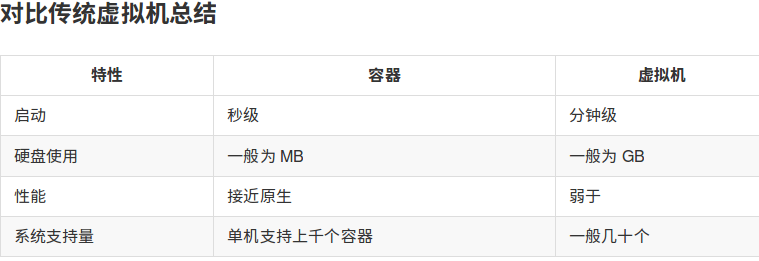 对比传统虚拟机总结
特性 容器 虚拟机
启动 秒级 分钟级
硬盘使用 一般为 MB 一般为 GB
性能 接近原生 弱于
系统支持量 单机支持上千个容器 一般几十个